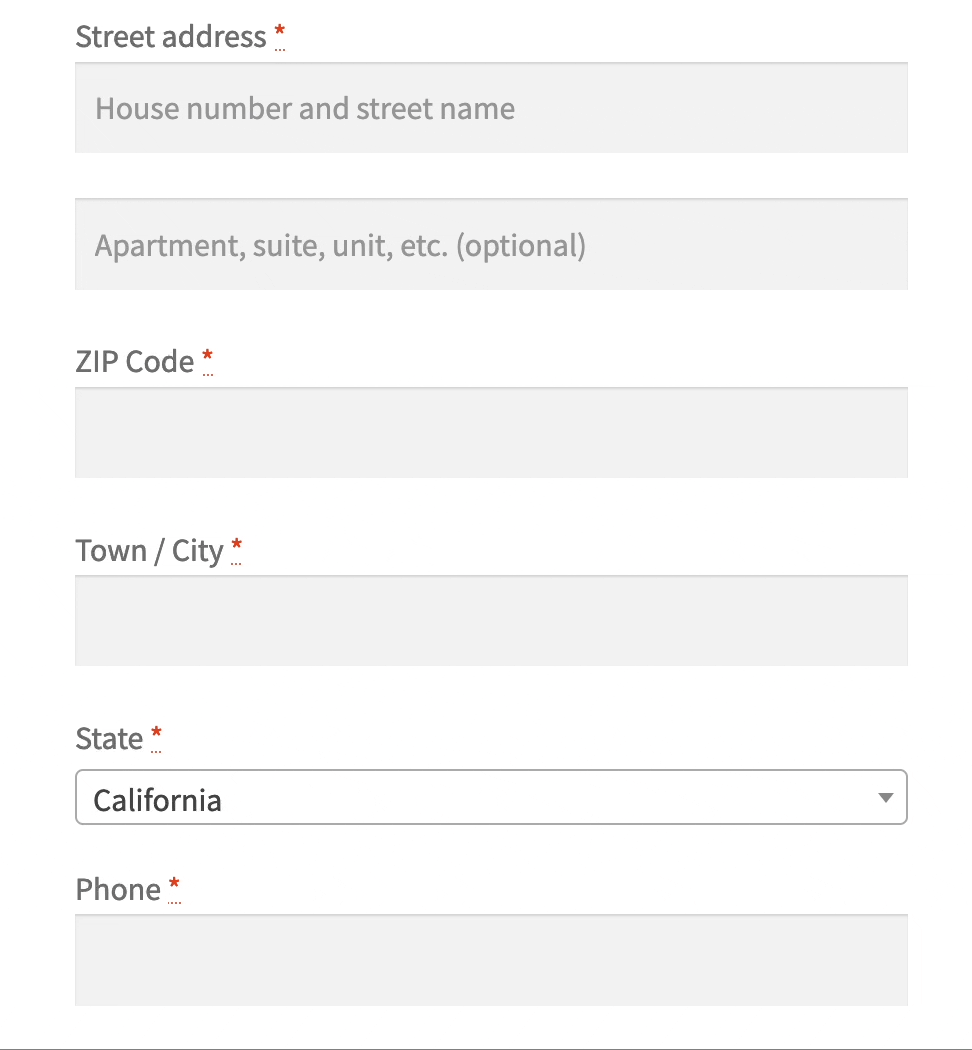 Street address *
House number and street name
Apartment, suite, unit, etc. (optional)
ZIP Code *
Town / City *
State *
California
Phone *